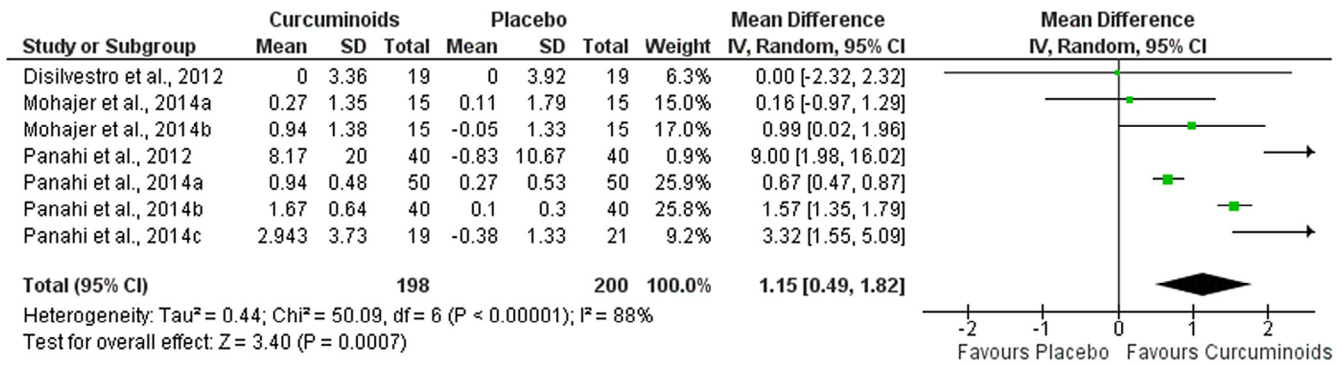 Curcuminoids Placebo Mean Difference Mean Difference
Study or Subgroup Mean SD Total Mean SD Total Weight IV, Random, 95% CI IV, Random, 95% CI
Disilvestro et al., 2012 0 3.36 19 0 3.92 19 6.3% 0.00 [-2.32, 2.32]
Mohajer et al., 2014a 0.27 1.35 15 0.11 1.79 15 15.0% 0.16 [-0.97, 1.29]
Mohajer et al., 2014b 0.94 1.38 15 -0.05 1.33 15 17.0% 0.99 [0.02, 1.96]
Panahi et al., 2012 8.17 20 40 -0.83 10.67 40 0.9% 9.00 [1.98, 16.02]
Panahi et al., 2014a 0.94 0.48 50 0.27 0.53 50 25.9% 0.67 [0.47, 0.87]
Panahi et al., 2014b 1.67 0.64 40 0.1 0.3 40 25.8% 1.57 [1.35, 1.79]
Panahi et al., 2014c 2.943 3.73 19 -0.38 1.33 21 9.2% 3.32 [1.55, 5.09]
Total (95% CI) 198 200 100.0% 1.15 [0.49, 1.82]
Heterogeneity: Tau² = 0.44; Chi² = 50.09, df = 6 (P < 0.00001); I² = 88%
Test for overall effect: Z = 3.40 (P = 0.0007)
-2 -1 0 1 2
Favours Placebo Favours Curcuminoids